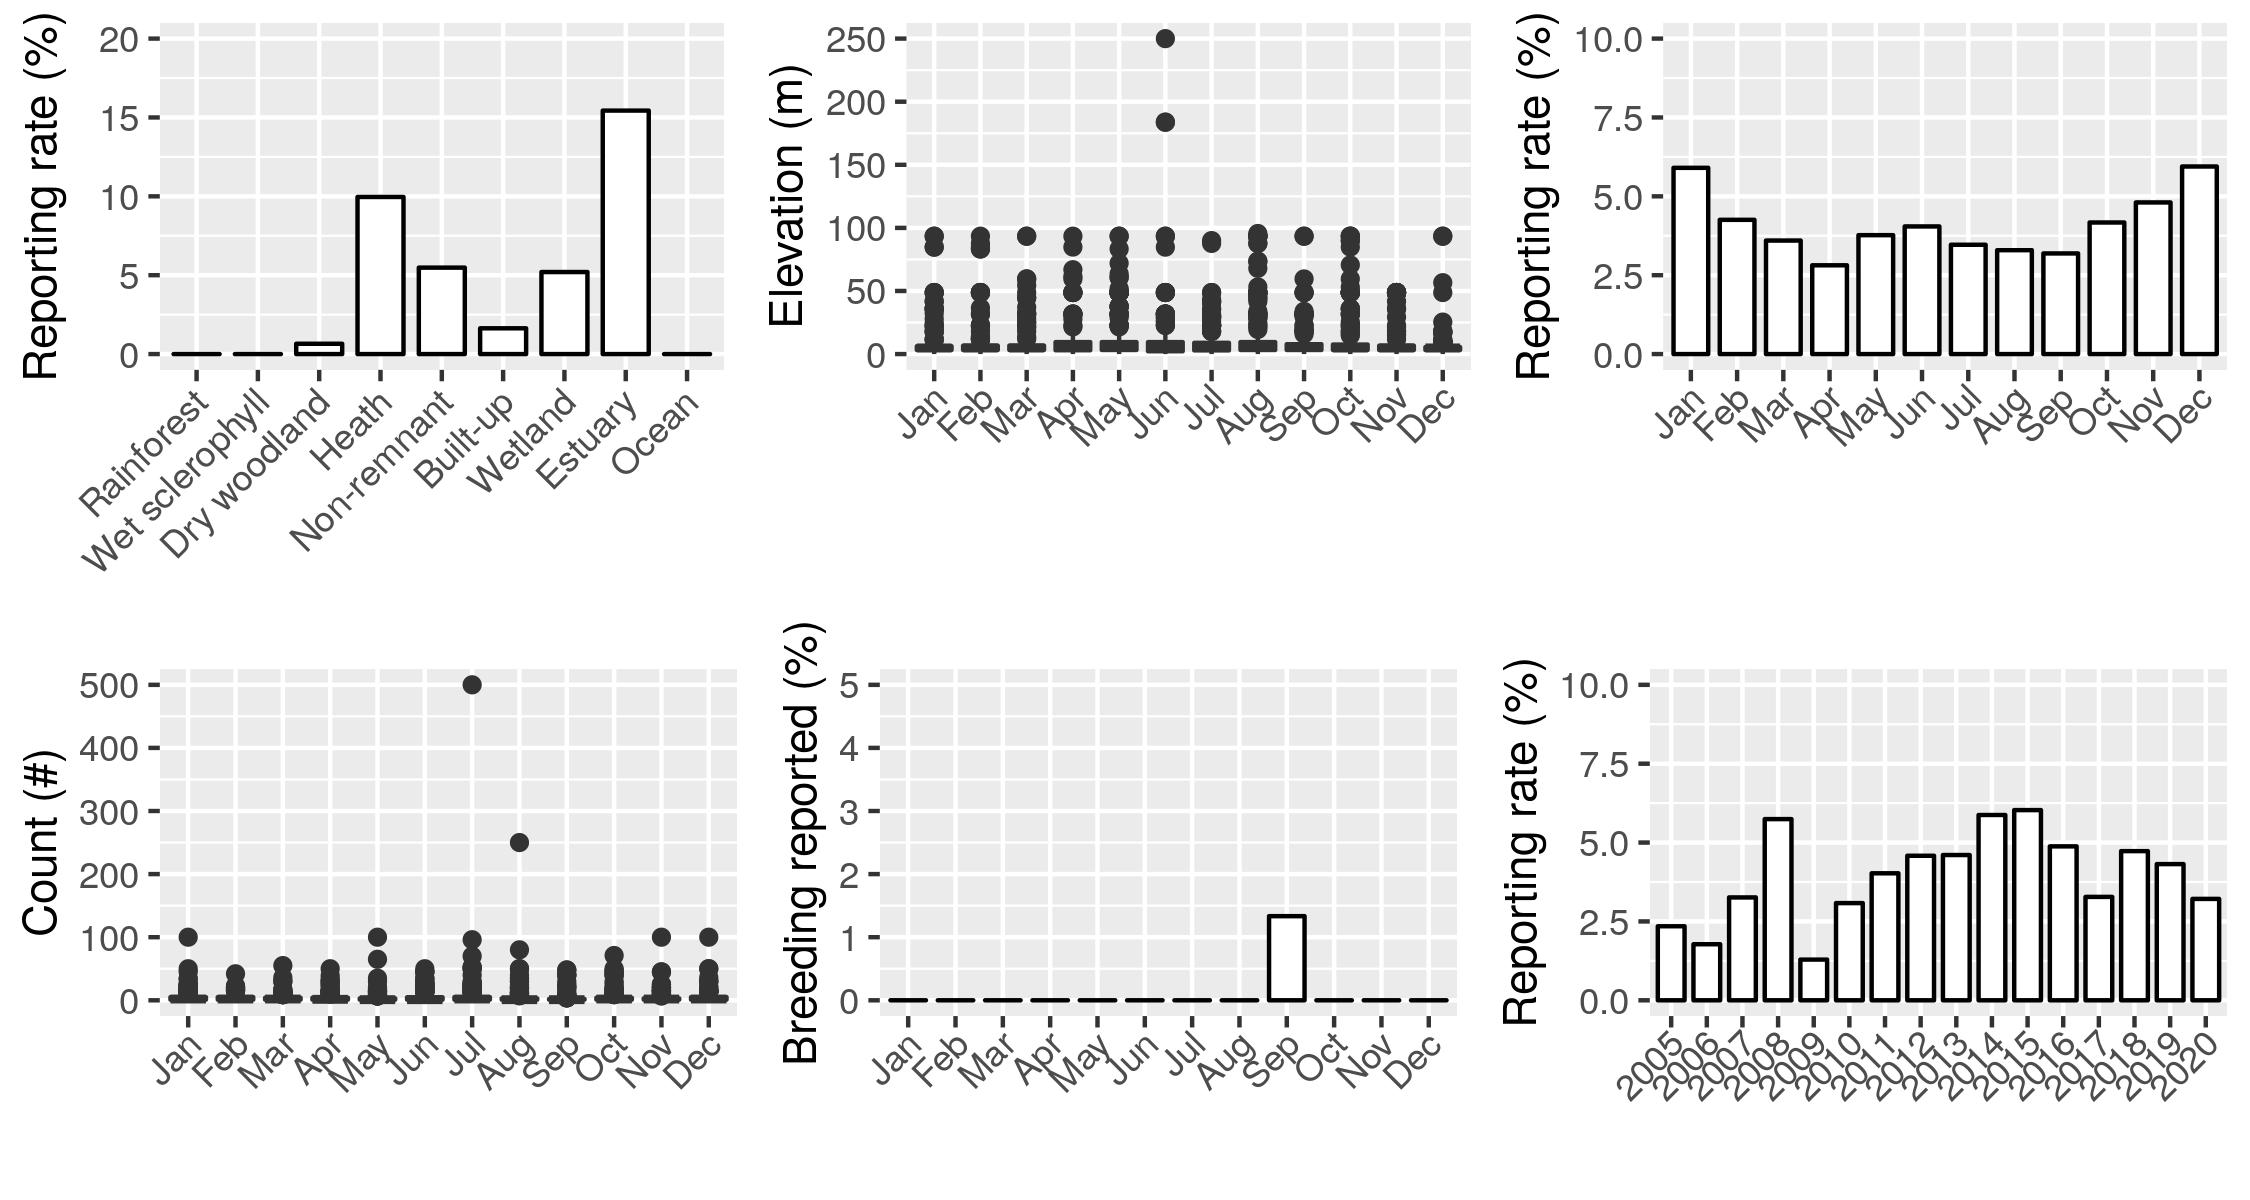 Reporting rate (%)
20
15
10
5
0
Rainforest
Wet sclerophyll
Dry woodland
Heath
Non-remnant
Built-up
Wetland
Estuary
Ocean
Elevation (m)
250
200
150
100
50
0
Jan
Feb
Mar
Apr
May
Jun
Jul
Aug
Sep
Oct
Nov
Dec
Reporting rate (%)
10.0
7.5
5.0
2.5
0.0
Jan
Feb
Mar
Apr
May
Jun
Jul
Aug
Sep
Oct
Nov
Dec
Count (#)
500
400
300
200
100
0
Jan
Feb
Mar
Apr
May
Jun
Jul
Aug
Sep
Oct
Nov
Dec
Breeding reported (%)
5
4
3
2
1
0
Jan
Feb
Mar
Apr
May
Jun
Jul
Aug
Sep
Oct
Nov
Dec
Reporting rate (%)
10.0
7.5
5.0
2.5
0.0
2005
2006
2007
2008
2009
2010
2011
2012
2013
2014
2015
2016
2017
2018
2019
2020